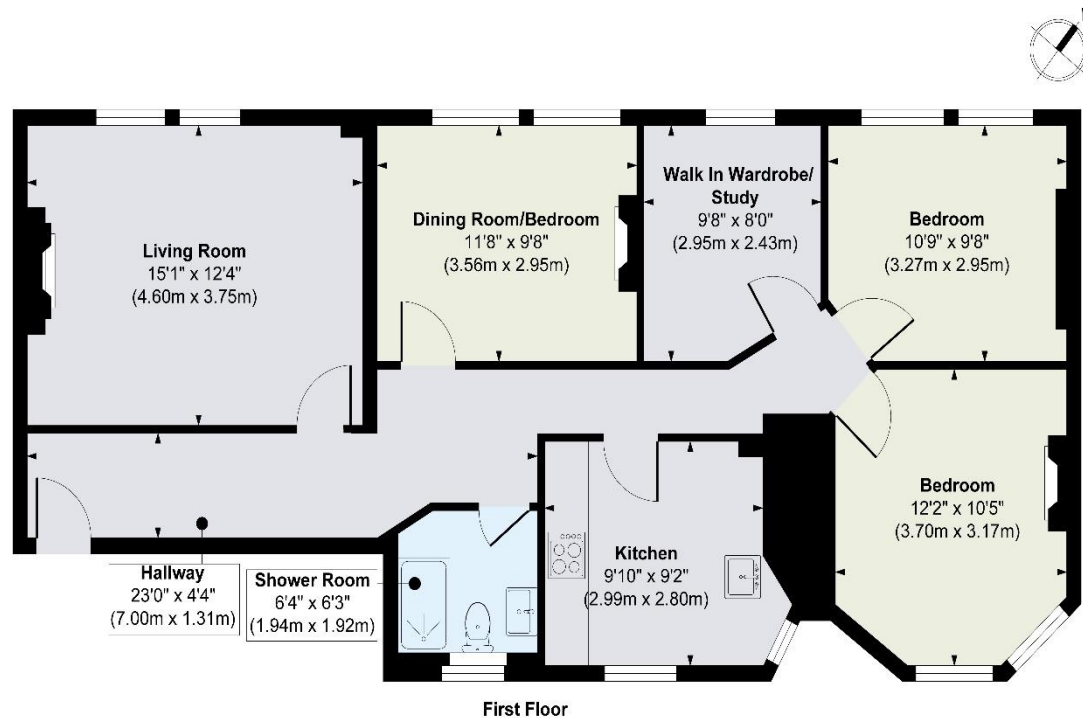 Living Room
15'1" x 12'4"
(4.60m x 3.75m)
Dining Room/Bedroom
11'8" x 9'8"
(3.56m x 2.95m)
Walk In Wardrobe/
Study
9'8" x 8'0"
(2.95m x 2.43m)
Bedroom
10'9" x 9'8"
(3.27m x 2.95m)
Bedroom
12'2" x 10'5"
(3.70m x 3.17m)
Kitchen
9'10" x 9'2"
(2.99m x 2.80m)
Hallway
23'0" x 4'4"
(7.00m x 1.31m)
Shower Room
6'4" x 6'3"
(1.94m x 1.92m)
First Floor